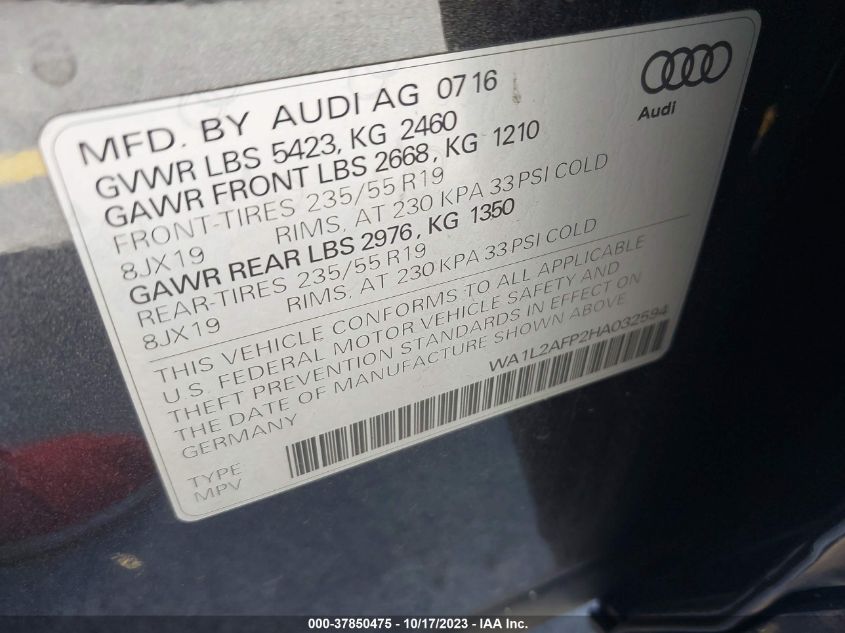 MFD. BY AUDI AG 0716
Audi
GVWR LBS 5423, KG 2460
GAWR FRONT LBS 2668, KG 1210
FRONT-TIRES 235/55 R19
8JX19 RIMS, AT 230 KPA 33 PSI COLD
GAWR REAR LBS 2976, KG 1350
REAR-TIRES 235/55 R19
8JX19 RIMS, AT 230 KPA 33 PSI COLD
THIS VEHICLE CONFORMS TO ALL APPLICABLE
U.S. FEDERAL MOTOR VEHICLE SAFETY AND
THEFT PREVENTION STANDARDS IN EFFECT ON
THE DATE OF MANUFACTURE SHOWN ABOVE.
GERMANY
WA1L2AFP2HA032594
TYPE
MPV
000-37850475 - 10/17/2023 - IAA Inc.